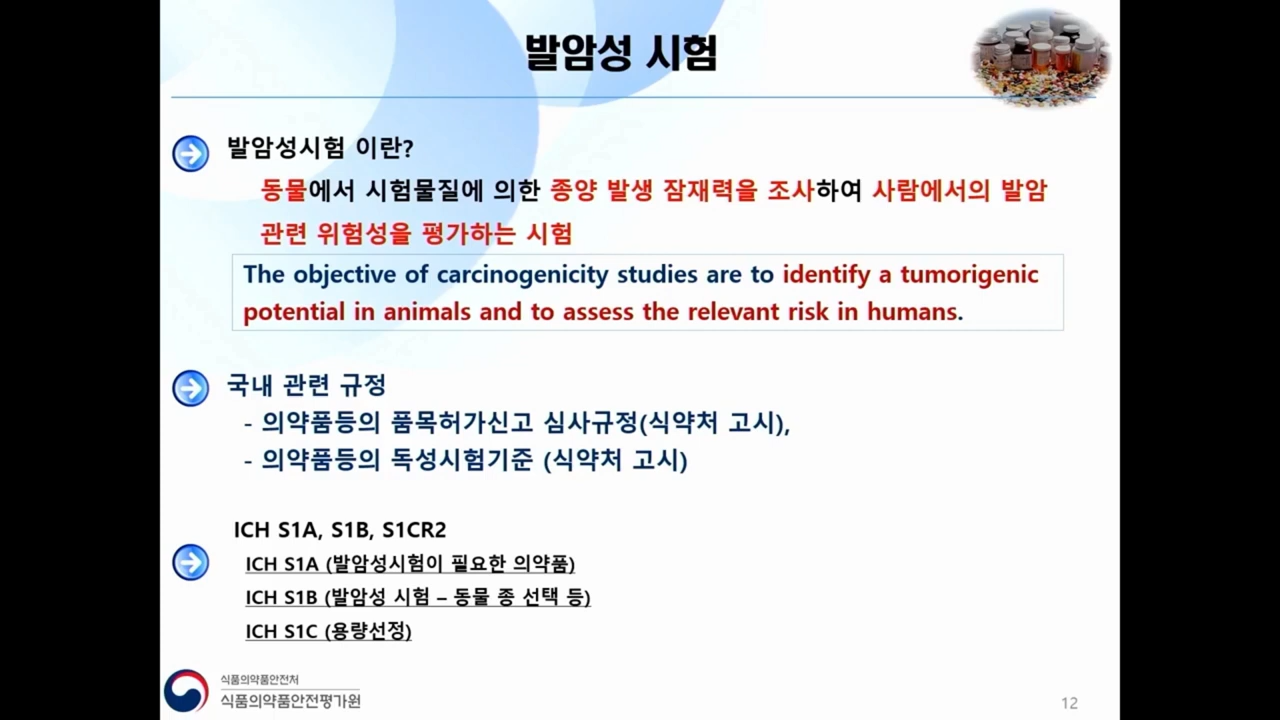 발암성 시험
발암성시험 이란?
동물에서 시험물질에 의한 종양 발생 잠재력을 조사하여 사람에서의 발암
관련 위험성을 평가하는 시험
The objective of carcinogenicity studies are to identify a tumorigenic
potential in animals and to assess the relevant risk in humans.
국내 관련 규정
- 의약품등의 품목허가신고 심사규정(식약처 고시),
- 의약품등의 독성시험기준 (식약처 고시)
ICH S1A, S1B, S1CR2
ICH S1A (발암성시험이 필요한 의약품)
ICH S1B (발암성 시험 – 동물 종 선택 등)
ICH S1C (용량선정)
식품의약품안전처
식품의약품안전평가원
12